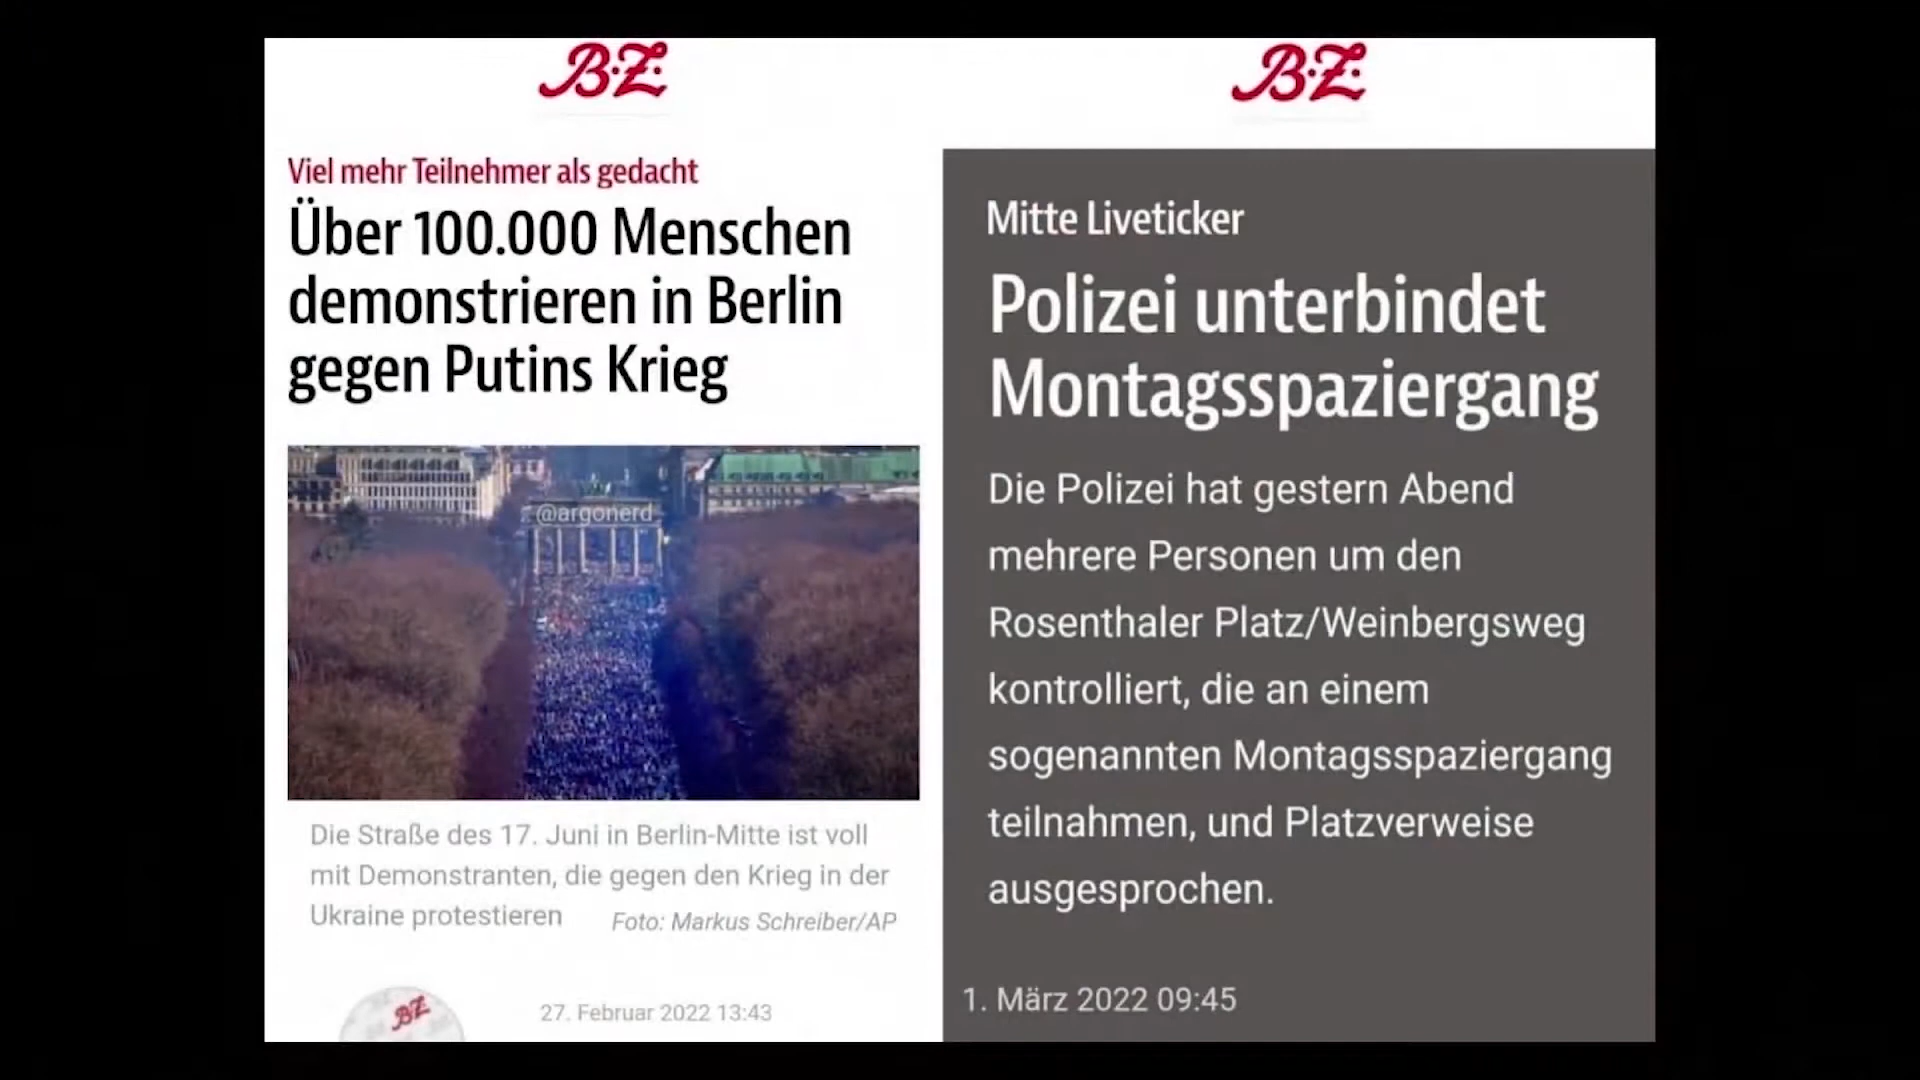 B.Z.
Viel mehr Teilnehmer als gedacht
Über 100.000 Menschen
demonstrieren in Berlin
gegen Putins Krieg
@argonerd
Die Straße des 17. Juni in Berlin-Mitte ist voll
mit Demonstranten, die gegen den Krieg in der
Ukraine protestieren
Foto: Markus Schreiber/AP
B.Z.
27. Februar 2022 13:43
B.Z.
Mitte Liveticker
Polizei unterbindet
Montagsspaziergang
Die Polizei hat gestern Abend
mehrere Personen um den
Rosenthaler Platz/Weinbergsweg
kontrolliert, die an einem
sogenannten Montagsspaziergang
teilnahmen, und Platzverweise
ausgesprochen.
1. März 2022 09:45